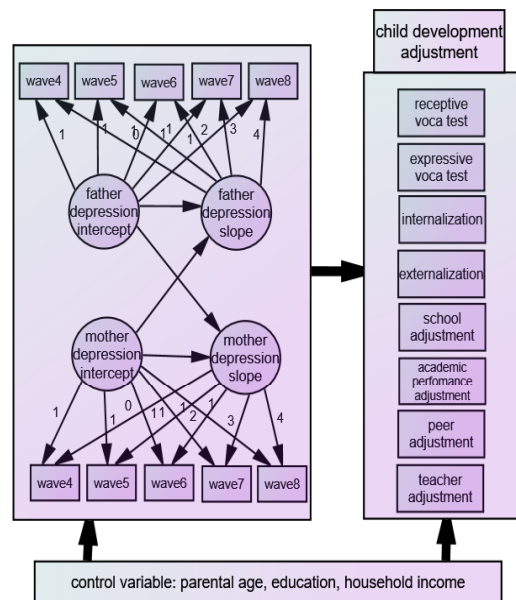 child development
adjustment
wave4 wave5 wave6 wave7 wave8
1 1 1 0 1 1 1 2 3 4
father
depression
intercept
father
depression
slope
mother
depression
intercept
mother
depression
slope
1 1 0 1 1 1 2 1 3 4
wave4 wave5 wave6 wave7 wave8
receptive
voca test
expressive
voca test
internalization
externalization
school
adjustment
academic
perfomance
adjustment
peer
adjustment
teacher
adjustment
control variable: parental age, education, household income